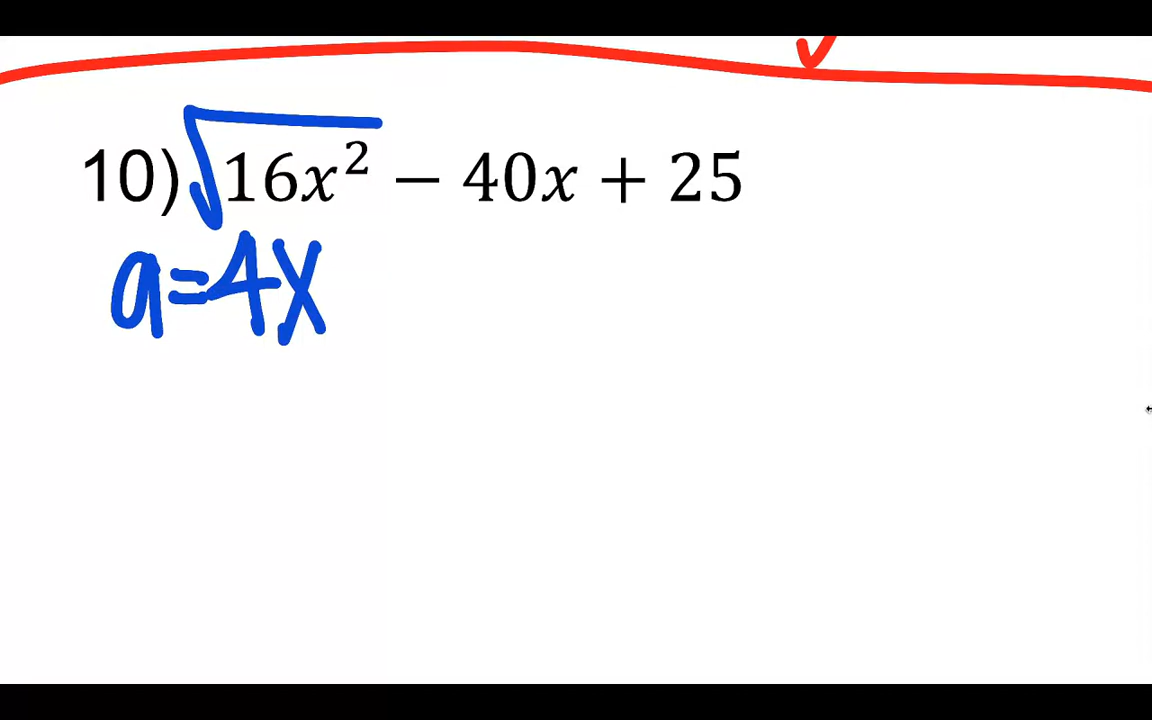 10) √16x² − 40x + 25
a=4x